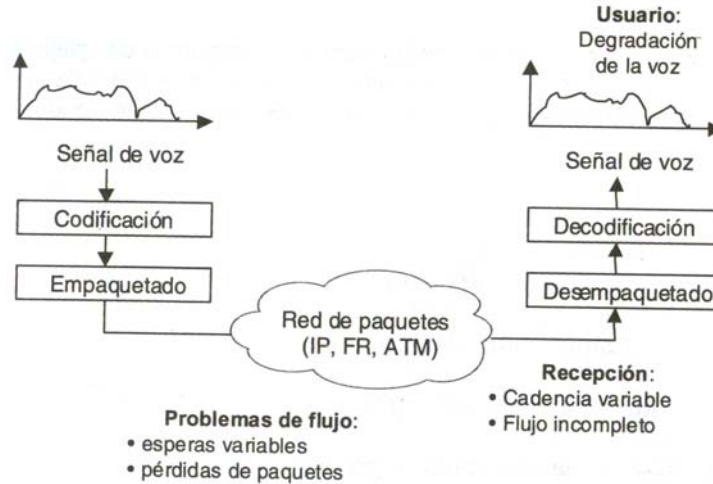 Usuario:
Degradación
de la voz
Señal de voz
Codificación
Empaquetado
Red de paquetes
(IP, FR, ATM)
Problemas de flujo:
• esperas variables
• pérdidas de paquetes
Señal de voz
Decodificación
Desempaquetado
Recepción:
• Cadencia variable
• Flujo incompleto